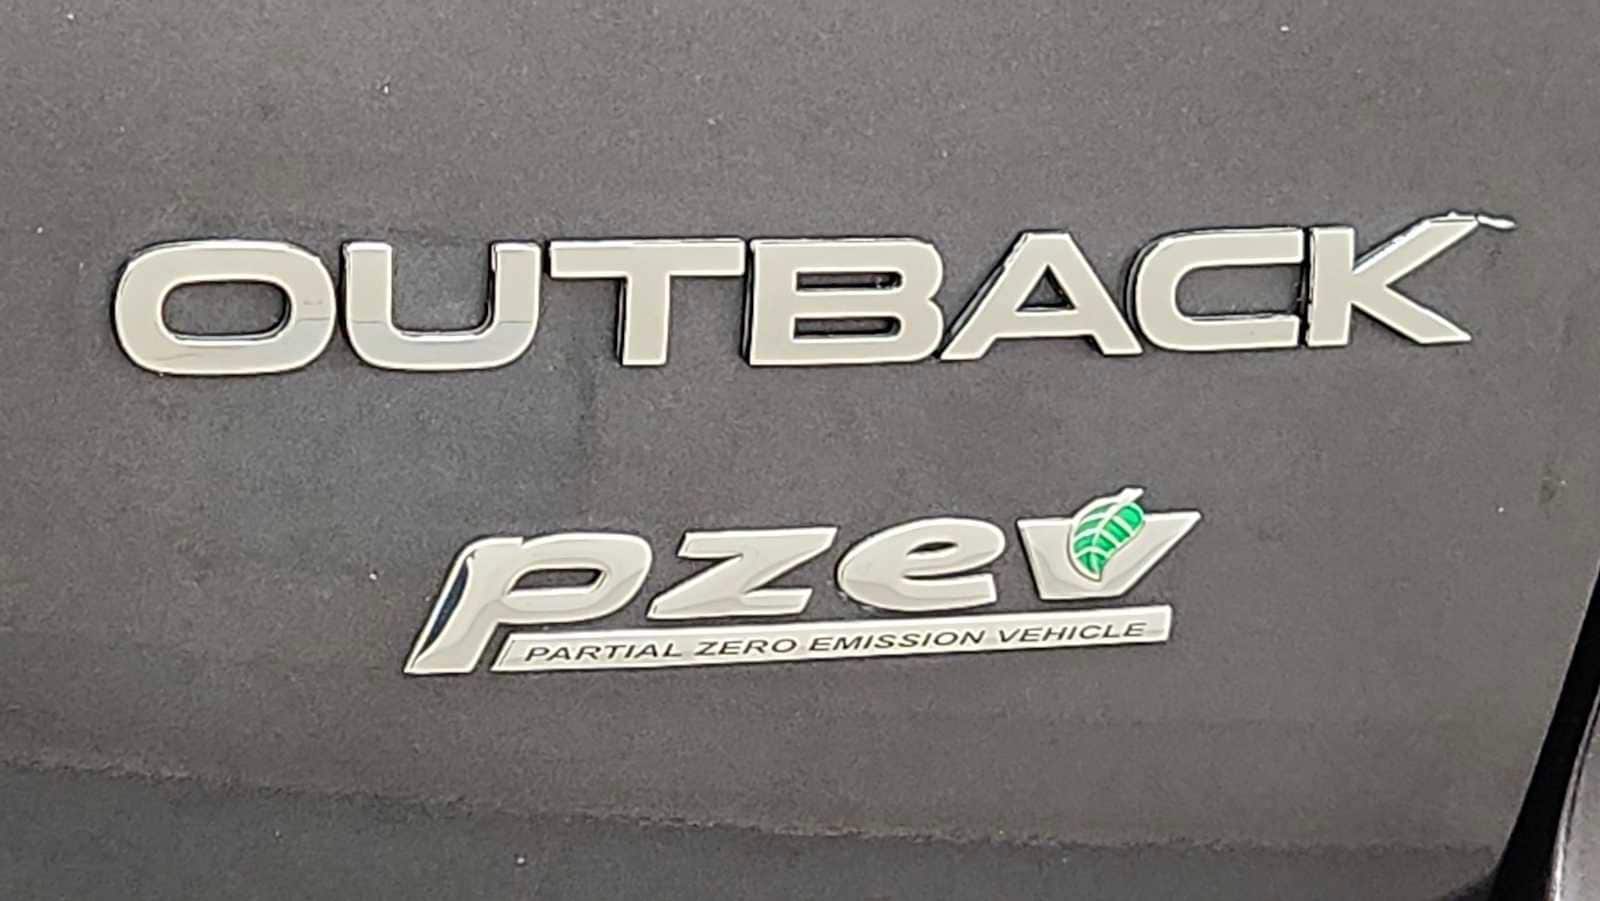 OUTBACK
pzev
PARTIAL ZERO EMISSION VEHICLE